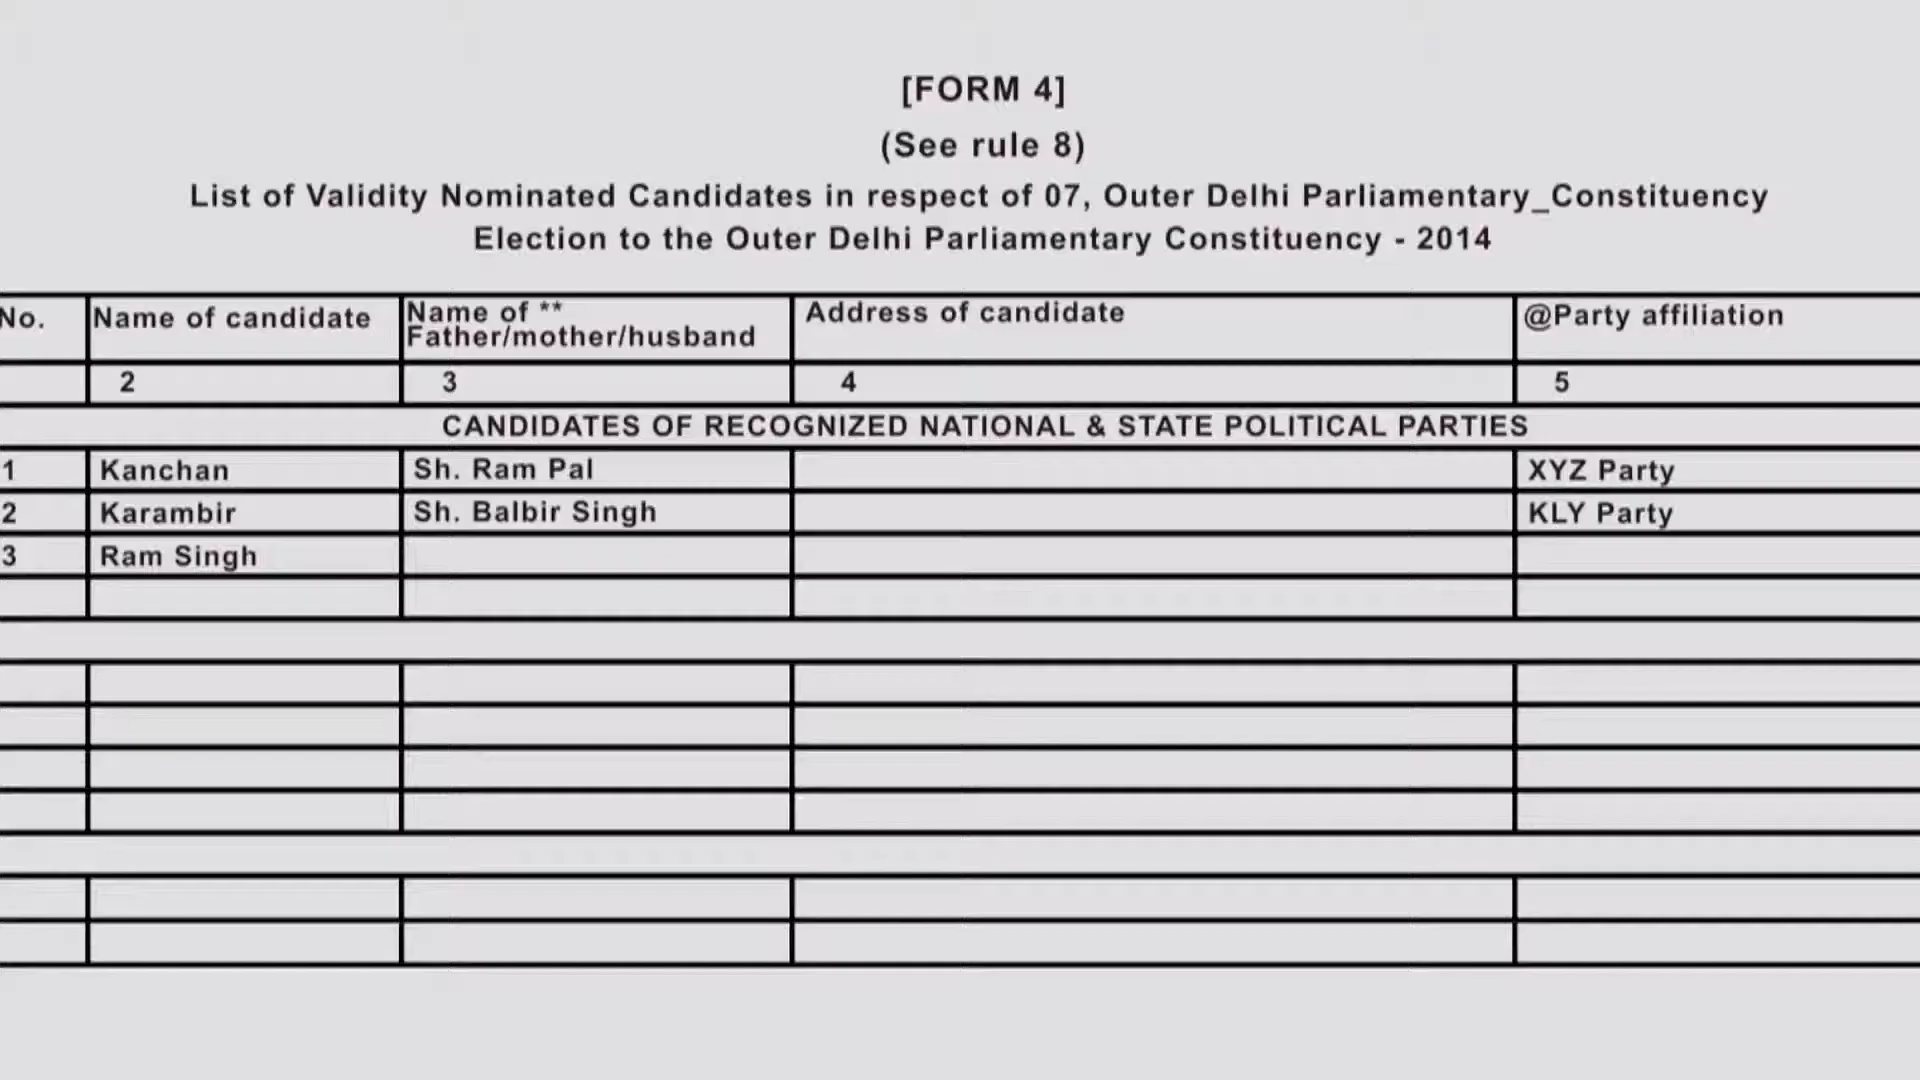 [FORM 4]
(See rule 8)
List of Validity Nominated Candidates in respect of 07, Outer Delhi Parliamentary_Constituency
Election to the Outer Delhi Parliamentary Constituency - 2014
No. Name of candidate Name of ** Father/mother/husband Address of candidate @Party affiliation
2 3 4 5
CANDIDATES OF RECOGNIZED NATIONAL & STATE POLITICAL PARTIES
1 Kanchan Sh. Ram Pal XYZ Party
2 Karambir Sh. Balbir Singh KLY Party
3 Ram Singh